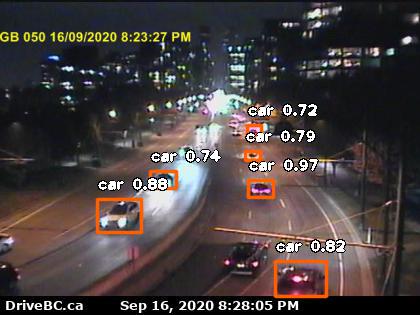 GB 050 16/09/2020 8:23:27 PM
car 0.72
car 0.79
car 0.74
car 0.97
car 0.88
car 0.82
DriveBC.ca
Sep 16, 2020 8:28:05 PM